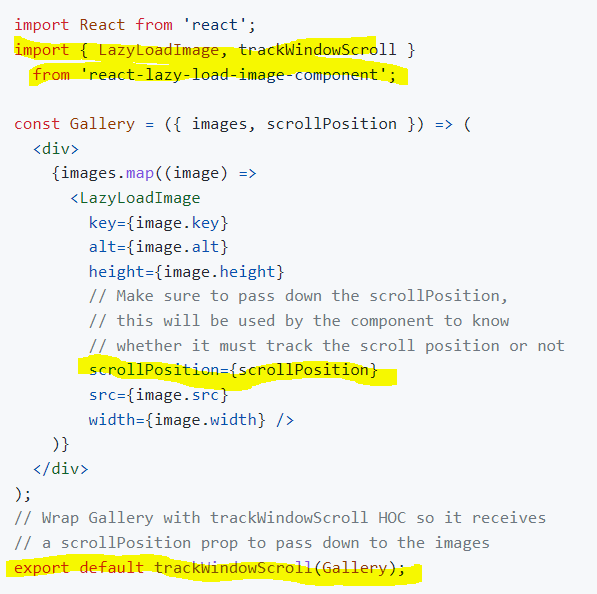 import React from 'react';
import { LazyLoadImage, trackWindowScroll }
from 'react-lazy-load-image-component';
const Gallery = ({ images, scrollPosition }) => (
<div>
{images.map((image) =>
<LazyLoadImage
key={image.key}
alt={image.alt}
height={image.height}
// Make sure to pass down the scrollPosition,
// this will be used by the component to know
// whether it must track the scroll position or not
scrollPosition={scrollPosition}
src={image.src}
width={image.width} />
)}
</div>
);
// Wrap Gallery with trackWindowScroll HOC so it receives
// a scrollPosition prop to pass down to the images
export default trackWindowScroll(Gallery);